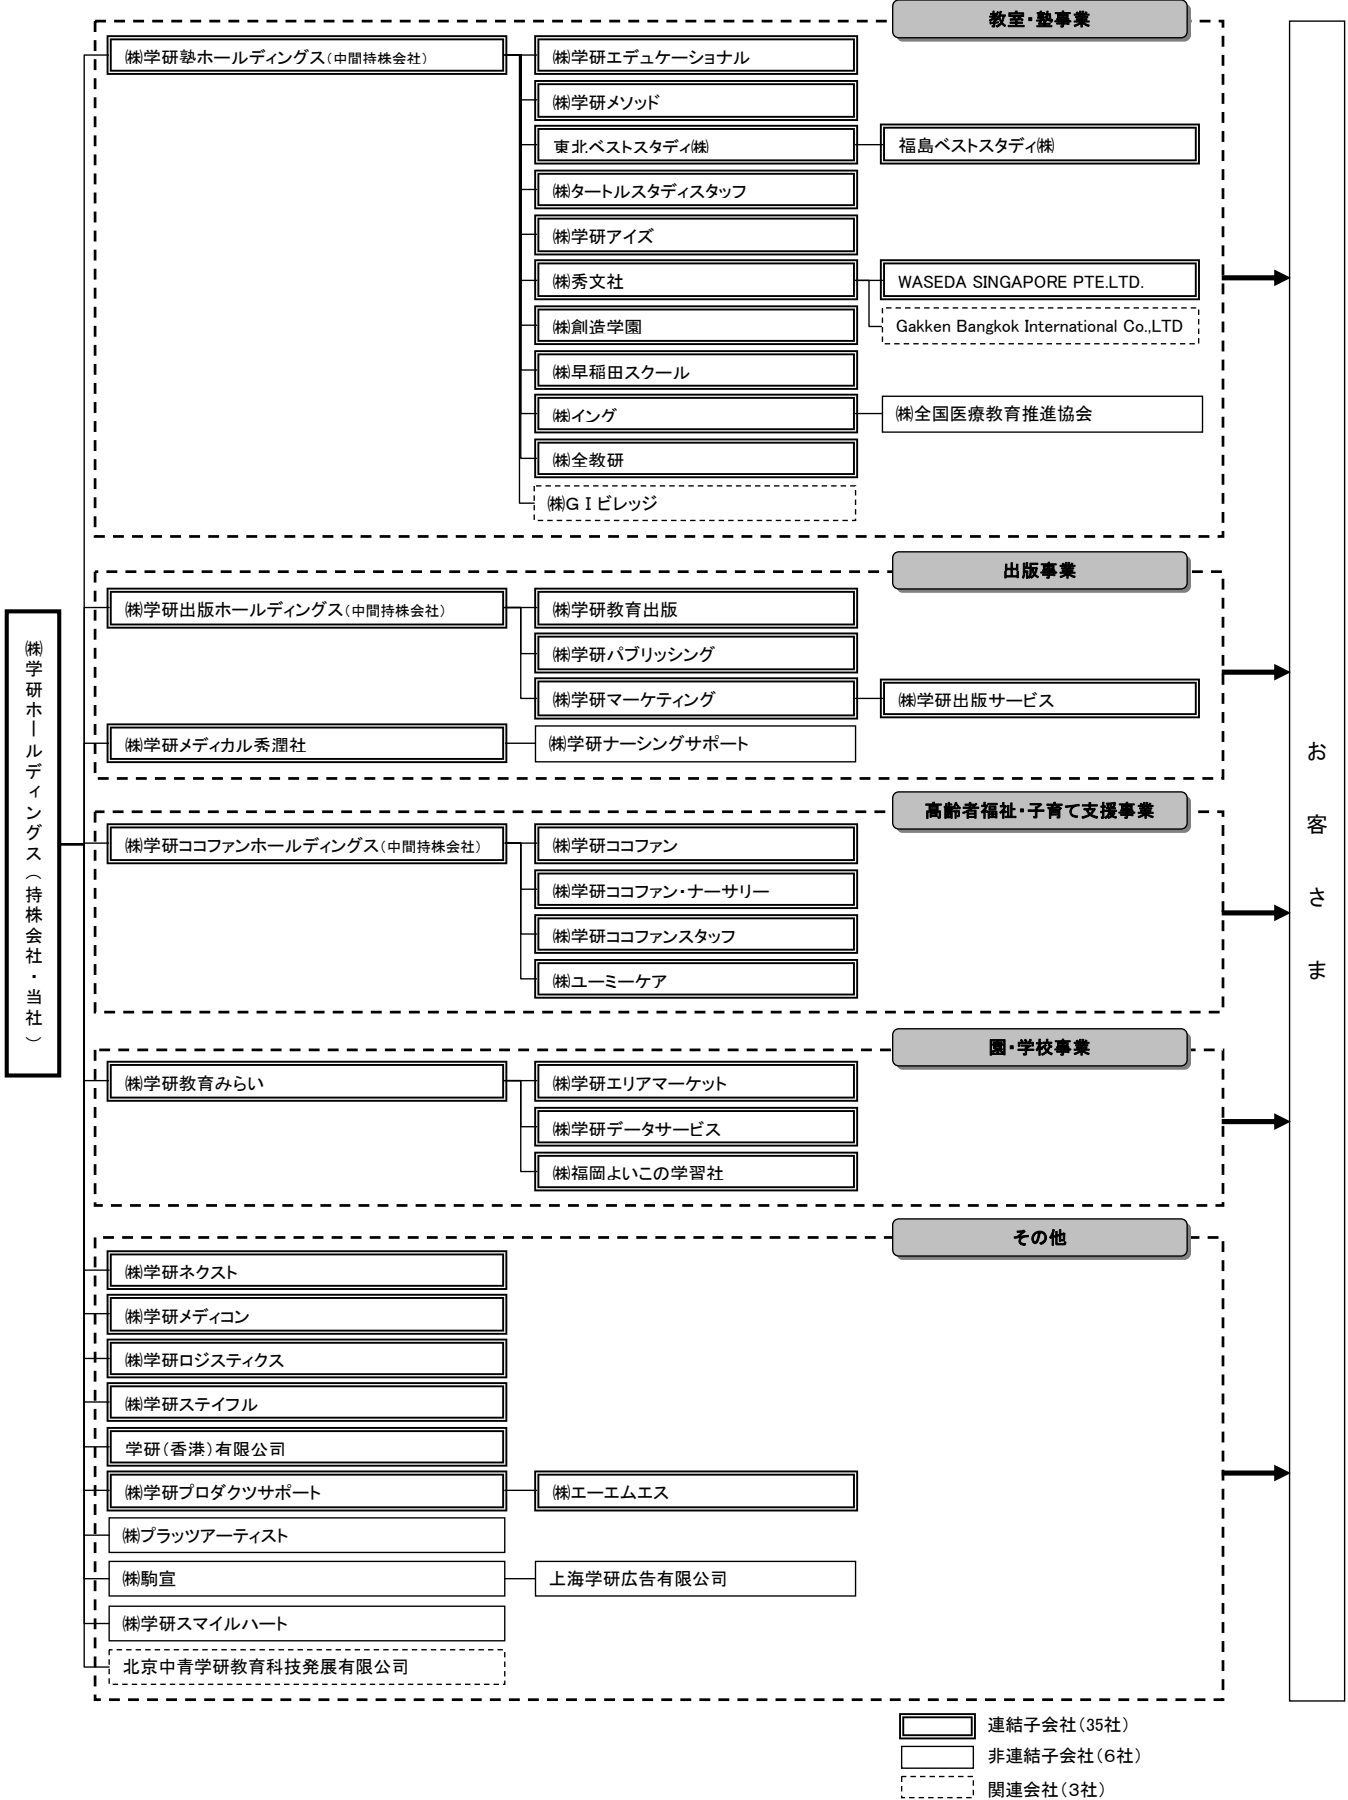 教室・塾事業
㈱学研塾ホールディングス（中間持株会社）
㈱学研エデュケーショナル
㈱学研メソッド
東北ベストスタディ㈱
福島ベストスタディ㈱
㈱タートルスタディスタッフ
㈱学研アイズ
㈱秀文社
WASEDA SINGAPORE PTE.LTD.
Gakken Bangkok International Co.,LTD
㈱創造学園
㈱早稲田スクール
㈱イング
㈱全国医療教育推進協会
㈱全教研
㈱ＧＩビレッジ
㈱学研ホールディングス（持株会社・当社）
出版事業
㈱学研出版ホールディングス（中間持株会社）
㈱学研教育出版
㈱学研パブリッシング
㈱学研マーケティング
㈱学研出版サービス
㈱学研メディカル秀潤社
㈱学研ナーシングサポート
高齢者福祉・子育て支援事業
㈱学研ココファンホールディングス（中間持株会社）
㈱学研ココファン
㈱学研ココファン・ナーサリー
㈱学研ココファンスタッフ
㈱ユーミーケア
園・学校事業
㈱学研教育みらい
㈱学研エリアマーケット
㈱学研データサービス
㈱福岡よいこの学習社
その他
㈱学研ネクスト
㈱学研メディコン
㈱学研ロジスティクス
㈱学研ステイフル
学研（香港）有限公司
㈱学研プロダクツサポート
㈱エーエムエス
㈱プラッツアーティスト
㈱駒宣
上海学研広告有限公司
㈱学研スマイルハート
北京中青学研教育科技発展有限公司
お客さま
連結子会社（35社）
非連結子会社（６社）
関連会社（３社）